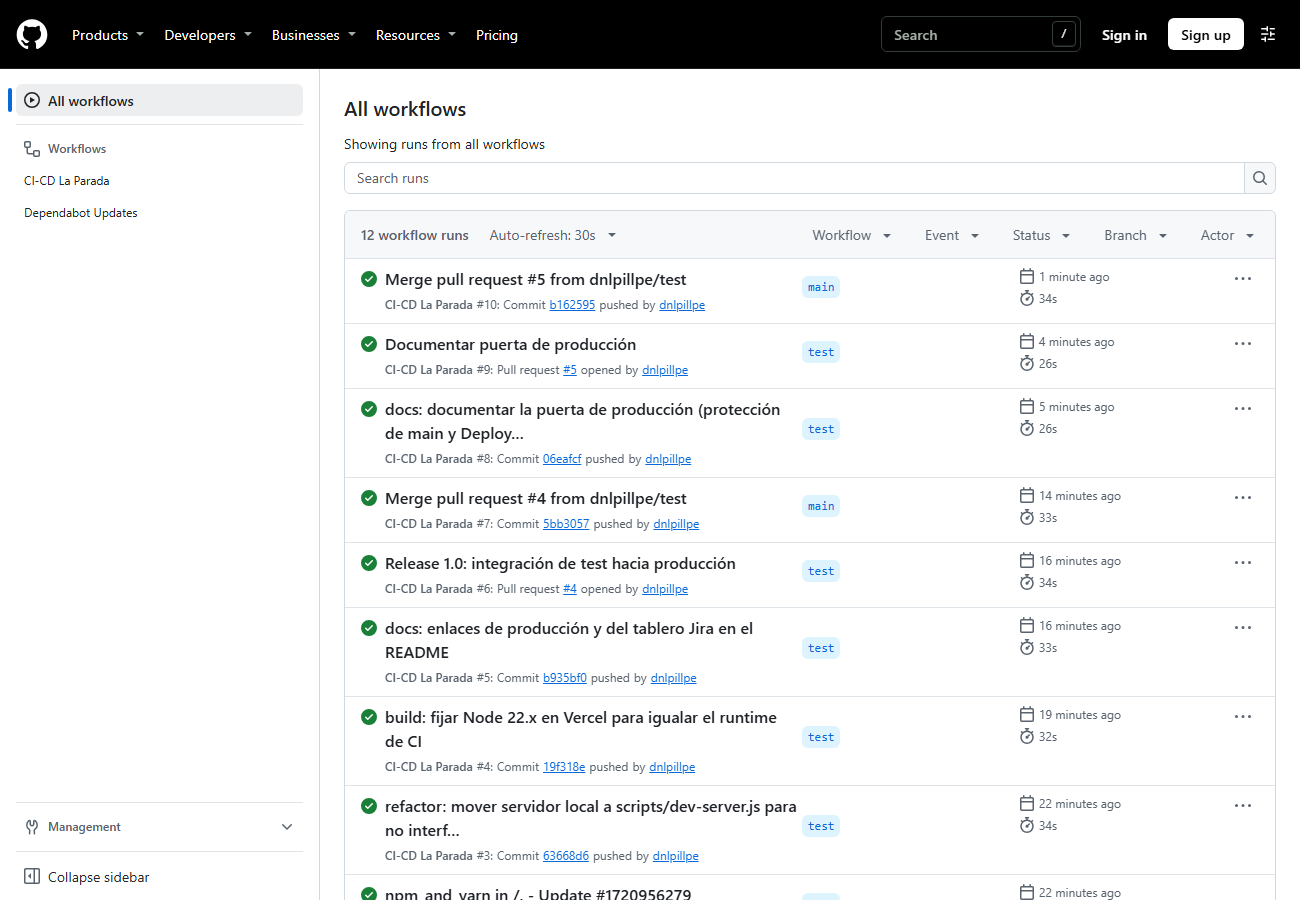 Products Developers Businesses Resources Pricing Search / Sign in Sign up
All workflows
Workflows
CI-CD La Parada
Dependabot Updates
Management
Collapse sidebar
All workflows
Showing runs from all workflows
Search runs
12 workflow runs Auto-refresh: 30s Workflow Event Status Branch Actor
Merge pull request #5 from dnlpillpe/test
CI-CD La Parada #10: Commit b162595 pushed by dnlpillpe
main
1 minute ago
34s
Documentar puerta de producción
CI-CD La Parada #9: Pull request #5 opened by dnlpillpe
test
4 minutes ago
26s
docs: documentar la puerta de producción (protección
de main y Deploy...
CI-CD La Parada #8: Commit 06eafcf pushed by dnlpillpe
test
5 minutes ago
26s
Merge pull request #4 from dnlpillpe/test
CI-CD La Parada #7: Commit 5bb3057 pushed by dnlpillpe
main
14 minutes ago
33s
Release 1.0: integración de test hacia producción
CI-CD La Parada #6: Pull request #4 opened by dnlpillpe
test
16 minutes ago
34s
docs: enlaces de producción y del tablero Jira en el
README
CI-CD La Parada #5: Commit b935bf0 pushed by dnlpillpe
test
16 minutes ago
33s
build: fijar Node 22.x en Vercel para igualar el runtime
de CI
CI-CD La Parada #4: Commit 19f318e pushed by dnlpillpe
test
19 minutes ago
32s
refactor: mover servidor local a scripts/dev-server.js para
no interf...
CI-CD La Parada #3: Commit 63668d6 pushed by dnlpillpe
test
22 minutes ago
34s
npm_and_yarn in /. - Update #1720956279
22 minutes ago